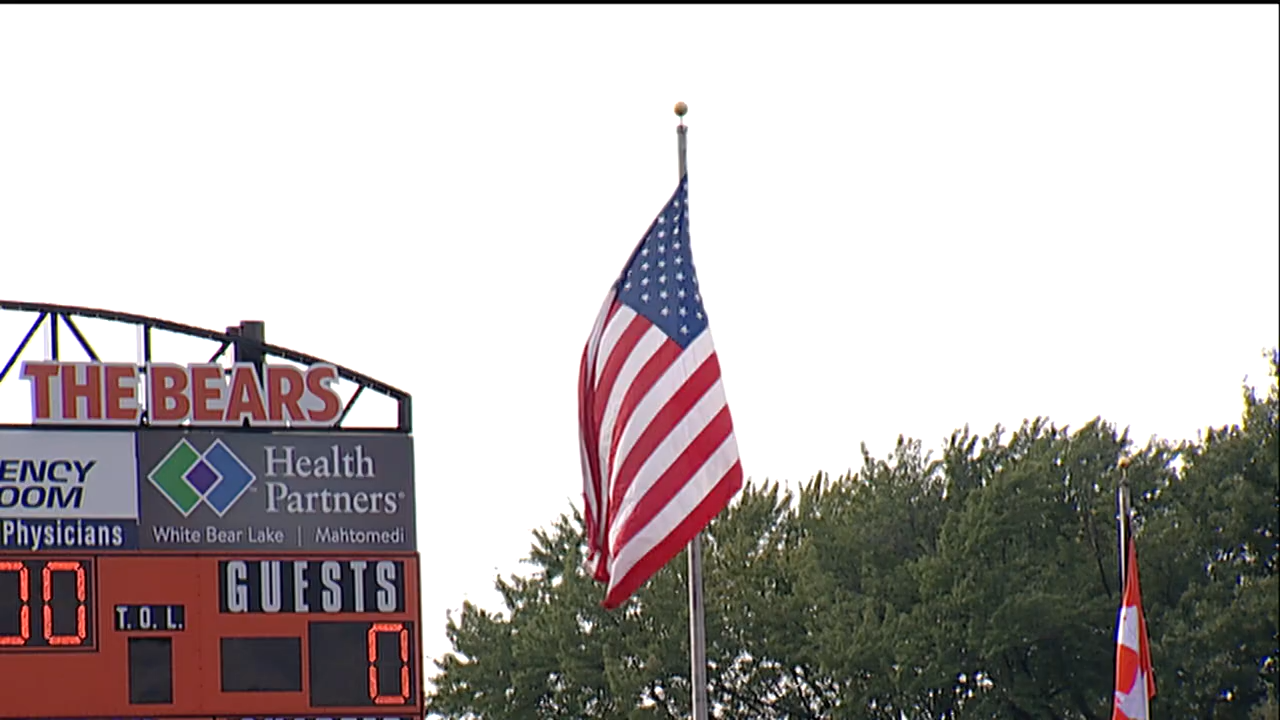 THE BEARS
ENCY
OOM
Physicians
Health
Partners®
White Bear Lake | Mahtomedi
GUESTS
00
T.O.L.
0